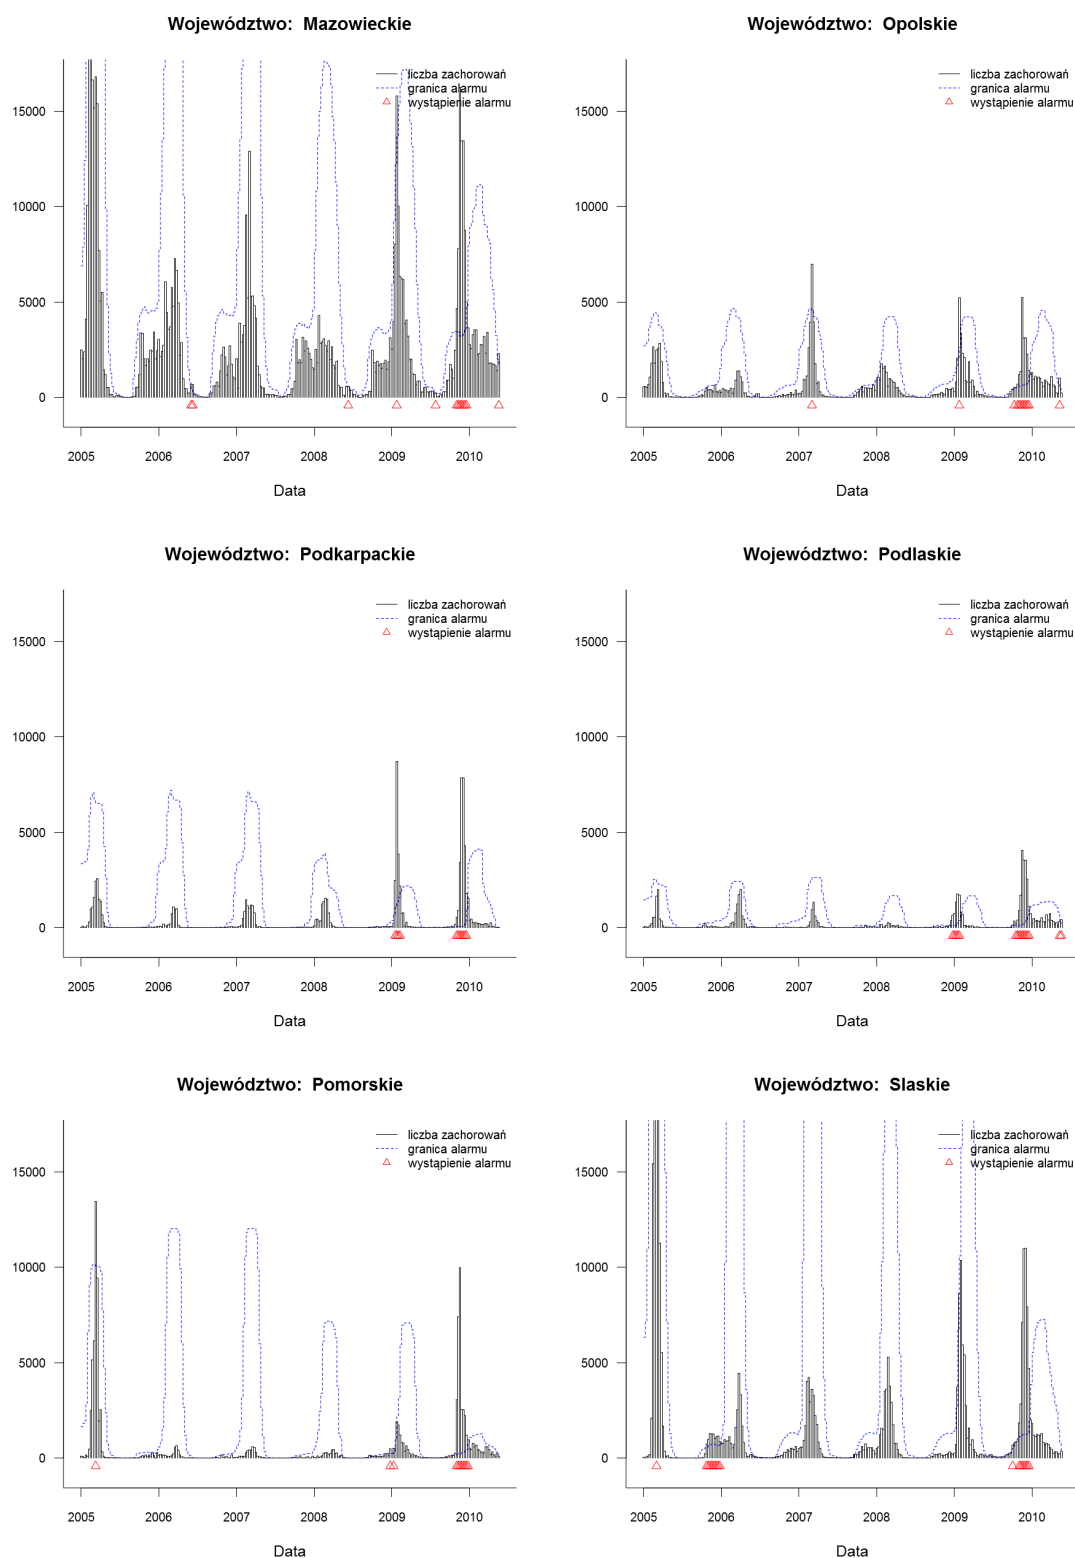 Województwo: Mazowieckie
liczba zachorowań
granica alarmu
wystąpienie alarmu
15000
10000
5000
0
2005 2006 2007 2008 2009 2010
Data
Województwo: Opolskie
liczba zachorowań
granica alarmu
wystąpienie alarmu
15000
10000
5000
0
2005 2006 2007 2008 2009 2010
Data
Województwo: Podkarpackie
liczba zachorowań
granica alarmu
wystąpienie alarmu
15000
10000
5000
0
2005 2006 2007 2008 2009 2010
Data
Województwo: Podlaskie
liczba zachorowań
granica alarmu
wystąpienie alarmu
15000
10000
5000
0
2005 2006 2007 2008 2009 2010
Data
Województwo: Pomorskie
liczba zachorowań
granica alarmu
wystąpienie alarmu
15000
10000
5000
0
2005 2006 2007 2008 2009 2010
Data
Województwo: Slaskie
liczba zachorowań
granica alarmu
wystąpienie alarmu
15000
10000
5000
0
2005 2006 2007 2008 2009 2010
Data